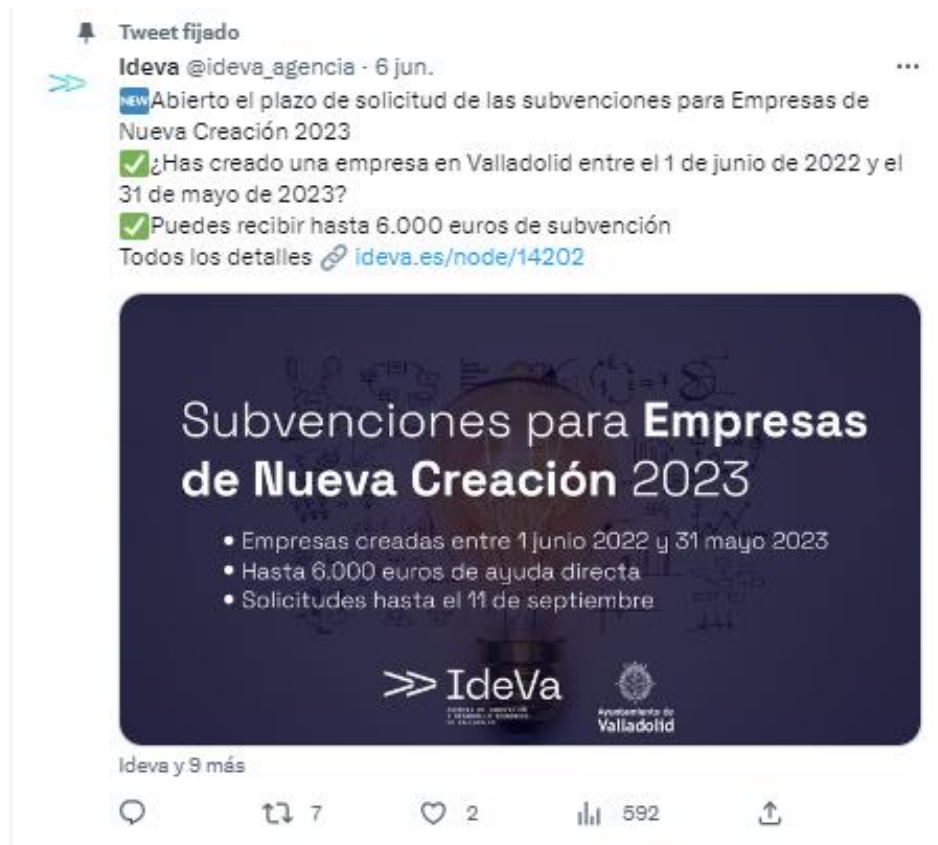 Tweet fijado
Ideva @ideva_agencia · 6 jun.
NEW Abierto el plazo de solicitud de las subvenciones para Empresas de
Nueva Creación 2023
✅¿Has creado una empresa en Valladolid entre el 1 de junio de 2022 y el
31 de mayo de 2023?
✅Puedes recibir hasta 6.000 euros de subvención
Todos los detalles 🔗 ideva.es/node/14202
Subvenciones para Empresas
de Nueva Creación 2023
• Empresas creadas entre 1 junio 2022 y 31 mayo 2023
• Hasta 6.000 euros de ayuda directa
• Solicitudes hasta el 11 de septiembre
>> IdeVa
Ayuntamiento de
Valladolid
Ideva y 9 más
7 2 592